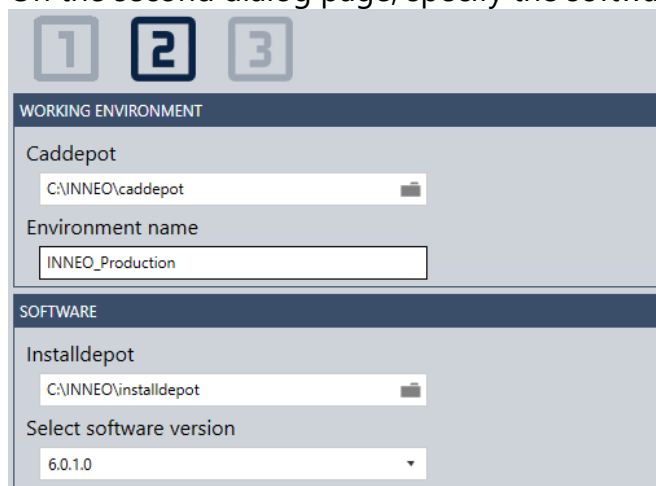 On the second dialog page, specify the softwa
1 2 3
WORKING ENVIRONMENT
Caddepot
C:\INNEO\caddepot
Environment name
INNEO_Production
SOFTWARE
Installdepot
C:\INNEO\installdepot
Select software version
6.0.1.0